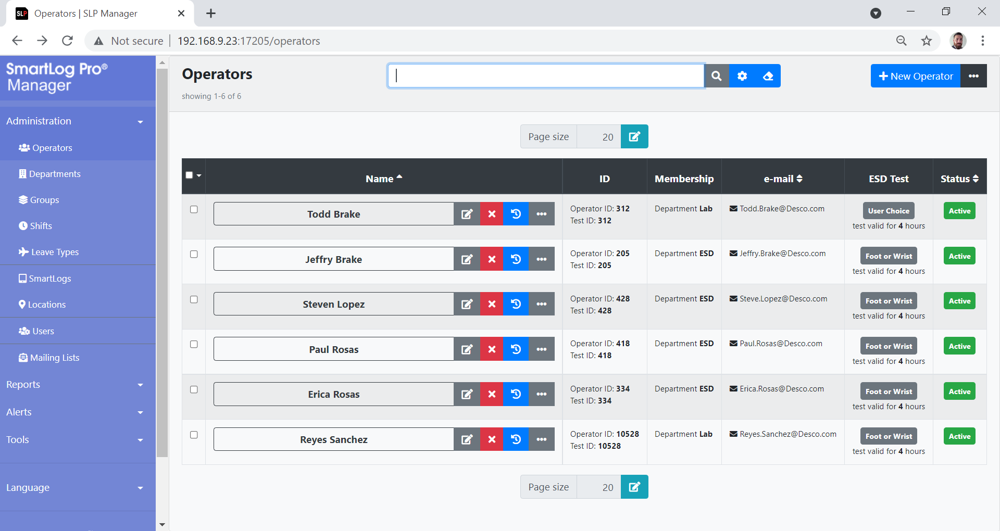 SLP Operators | SLP Manager
Not secure 192.168.9.23:17205/operators
SmartLog Pro®
Manager
Administration
Operators
Departments
Groups
Shifts
Leave Types
SmartLogs
Locations
Users
Mailing Lists
Reports
Alerts
Tools
Language
Operators
showing 1-6 of 6
New Operator
Page size 20
Name ID Membership e-mail ESD Test Status
Todd Brake Operator ID: 312 Department Lab Todd.Brake@Desco.com User Choice Active
Test ID: 312 test valid for 4 hours
Jeffry Brake Operator ID: 205 Department ESD Jeffry.Brake@Desco.com Foot or Wrist Active
Test ID: 205 test valid for 4 hours
Steven Lopez Operator ID: 428 Department ESD Steve.Lopez@Desco.com Foot or Wrist Active
Test ID: 428 test valid for 4 hours
Paul Rosas Operator ID: 418 Department ESD Paul.Rosas@Desco.com Foot or Wrist Active
Test ID: 418 test valid for 4 hours
Erica Rosas Operator ID: 334 Department ESD Erica.Rosas@Desco.com Foot or Wrist Active
Test ID: 334 test valid for 4 hours
Reyes Sanchez Operator ID: 10528 Department Lab Reyes.Sanchez@Desco.com Foot or Wrist Active
Test ID: 10528 test valid for 4 hours
Page size 20